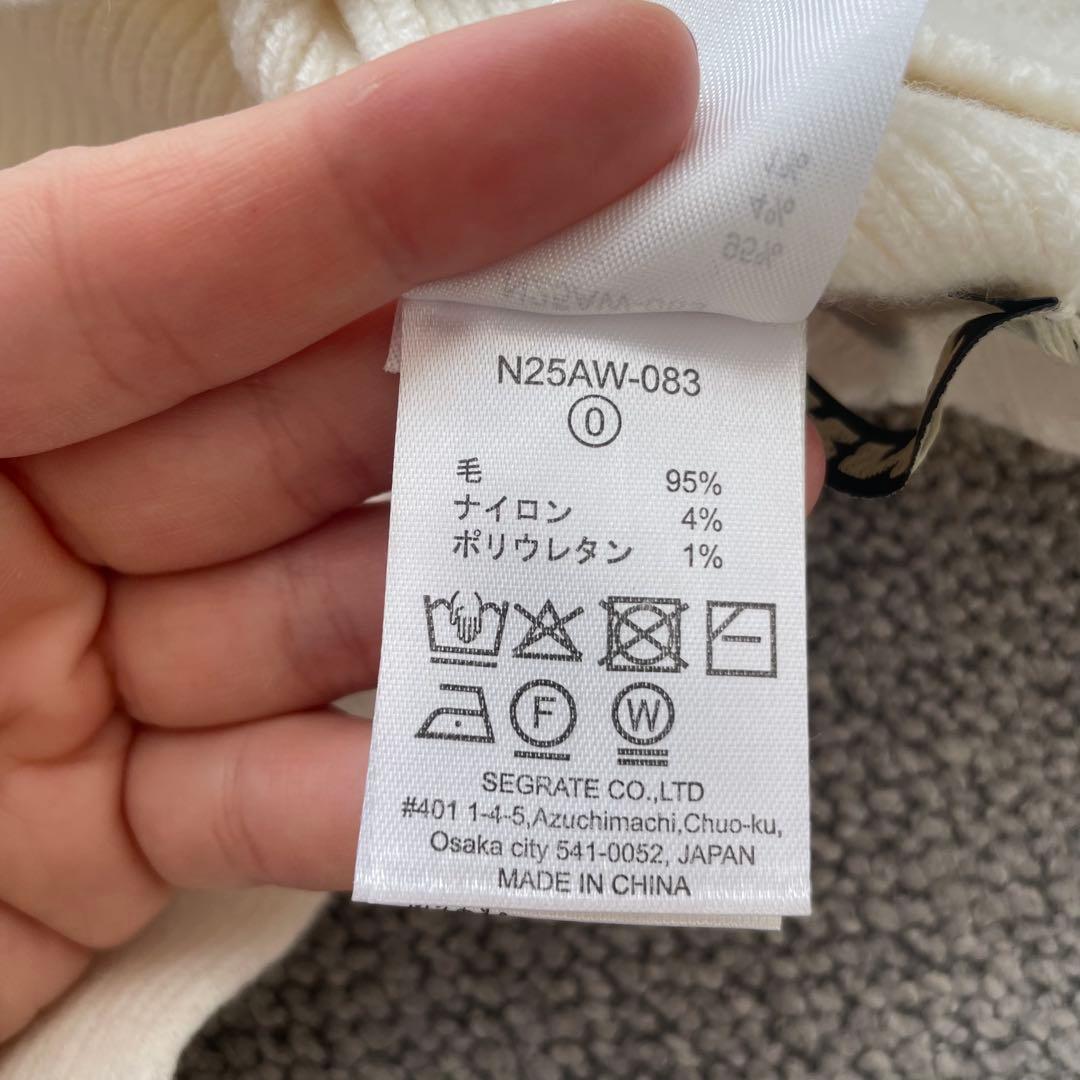 N25AW-083
0
毛 95%
ナイロン 4%
ポリウレタン 1%
F W
SEGRATE CO.,LTD
#401 1-4-5,Azuchimachi,Chuo-ku,
Osaka city 541-0052, JAPAN
MADE IN CHINA